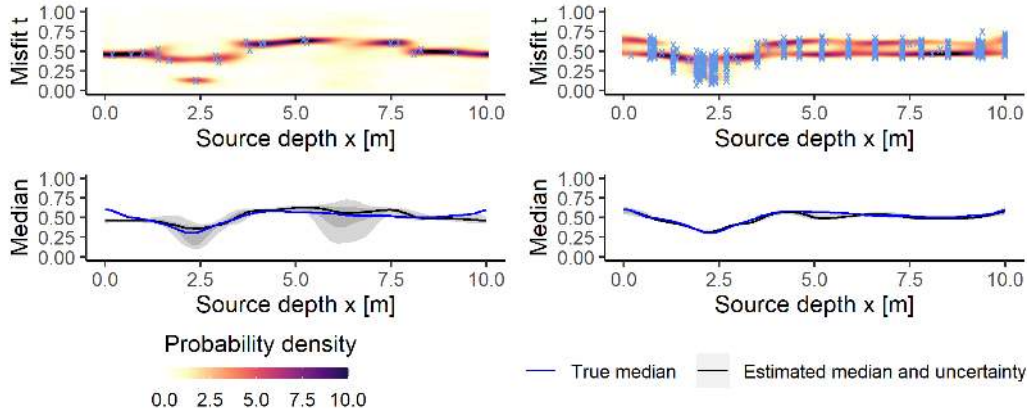 Misfit t
1.00
0.75
0.50
0.25
0.00
0.0 2.5 5.0 7.5 10.0
Source depth x [m]
Misfit t
1.00
0.75
0.50
0.25
0.00
0.0 2.5 5.0 7.5 10.0
Source depth x [m]
Median
1.00
0.75
0.50
0.25
0.00
0.0 2.5 5.0 7.5 10.0
Source depth x [m]
Median
1.00
0.75
0.50
0.25
0.00
0.0 2.5 5.0 7.5 10.0
Source depth x [m]
Probability density
0.0 2.5 5.0 7.5 10.0
True median
Estimated median and uncertainty